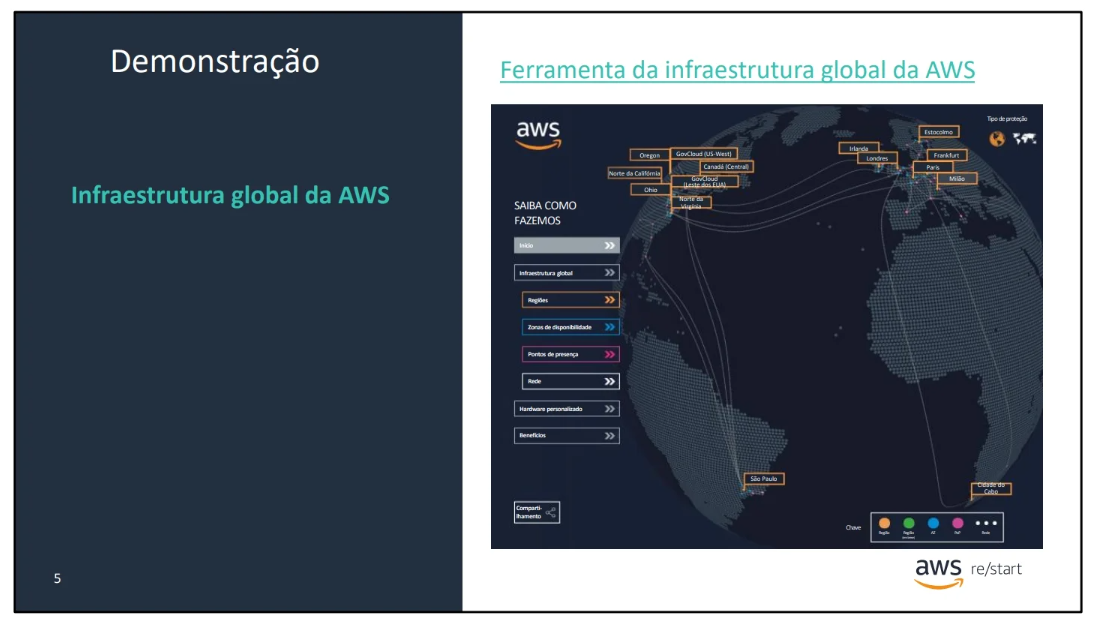 Demonstração
Infraestrutura global da AWS
5
Ferramenta da infraestrutura global da AWS
aws
Tipo de proteção
SAIBA COMO
FAZEMOS
Início
Infraestrutura global
Regiões
Zonas de disponibilidade
Pontos de presença
Rede
Hardware personalizado
Benefícios
Comparti-
lhamento
Oregon
GovCloud (US-West)
Norte da Califórnia
Canadá (Central)
GovCloud
(Leste dos EUA)
Ohio
Norte da
Virgínia
Irlanda
Londres
Estocolmo
Frankfurt
Paris
Milão
São Paulo
Cidade do
Cabo
Chave
Região
Região
AZ
PoP
Rede
aws re/start